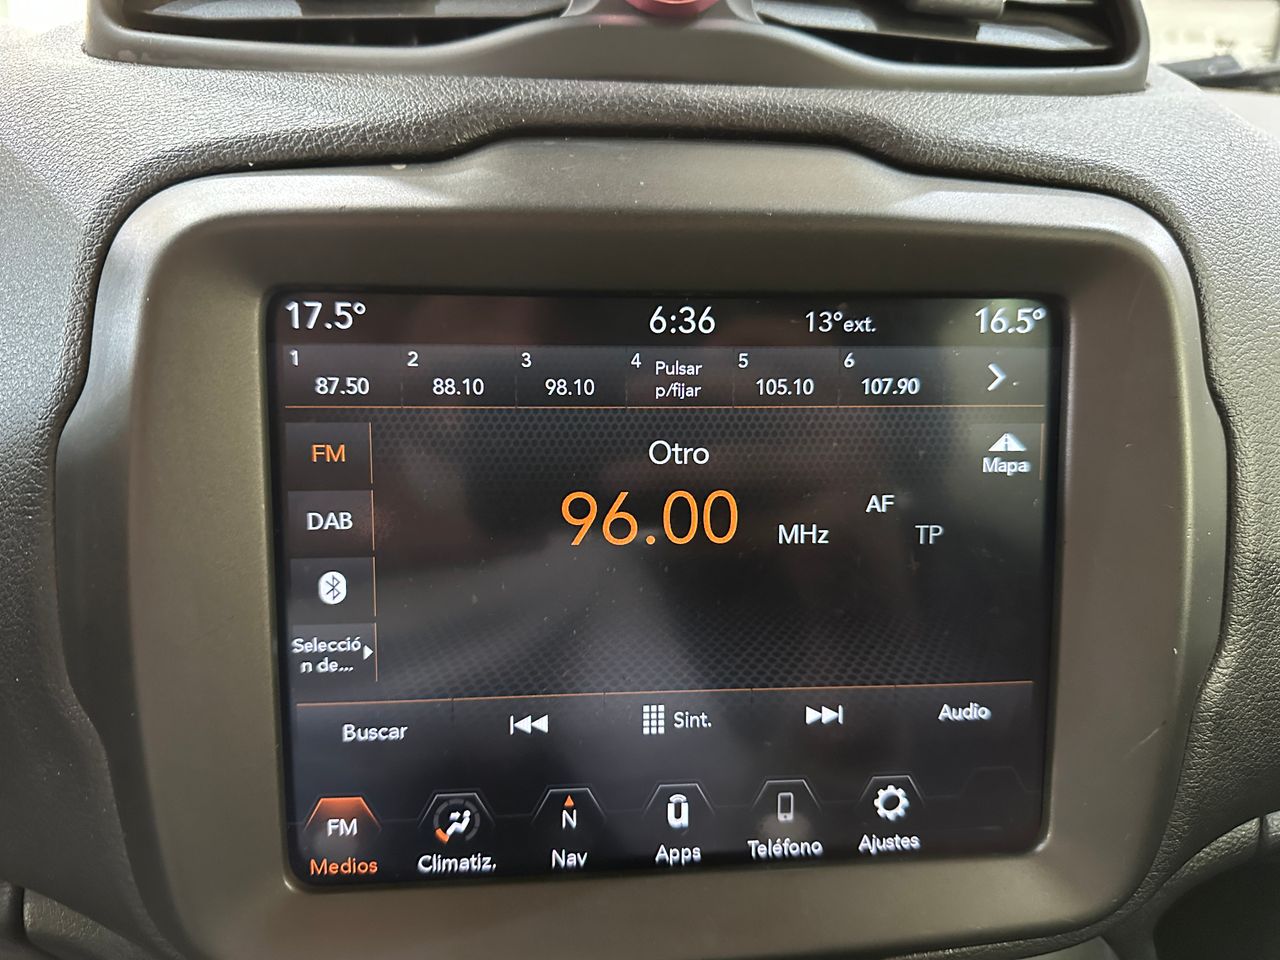 17.5° 6:36 13°ext. 16.5°
1 2 3 4 Pulsar 5 6
87.50 88.10 98.10 p/fijar 105.10 107.90
FM Otro Mapa
96.00 MHz AF TP
DAB
Selecció
n de...
Buscar Sint. Audio
FM N u
Medios Climatiz. Nav Apps Teléfono Ajustes